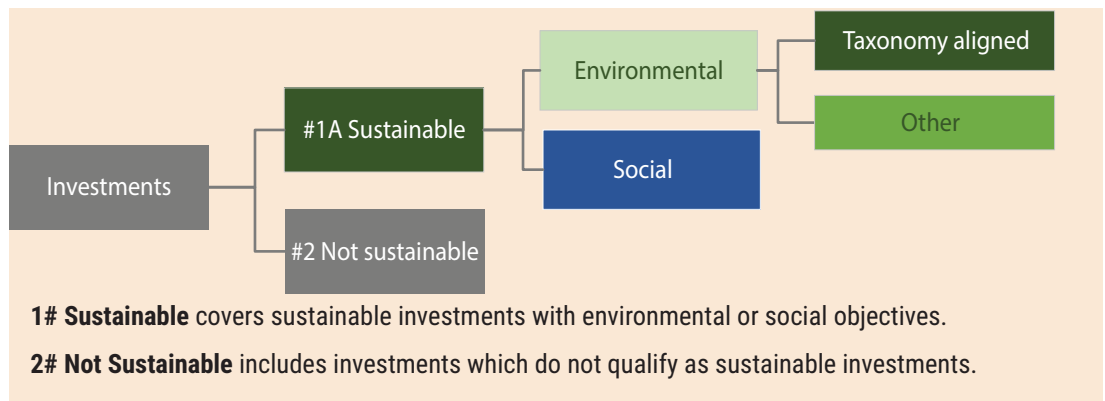 Taxonomy aligned
Environmental
Other
#1A Sustainable
Social
Investments
#2 Not sustainable
1# Sustainable covers sustainable investments with environmental or social objectives.
2# Not Sustainable includes investments which do not qualify as sustainable investments.